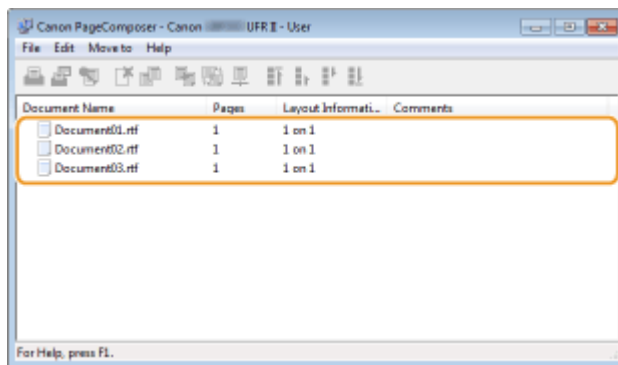 Canon PageComposer - Canon UFR II - User
File Edit Move to Help
Document Name Pages Layout Informati... Comments
Document01.rtf 1 1 on 1
Document02.rtf 1 1 on 1
Document03.rtf 1 1 on 1
For Help, press F1.